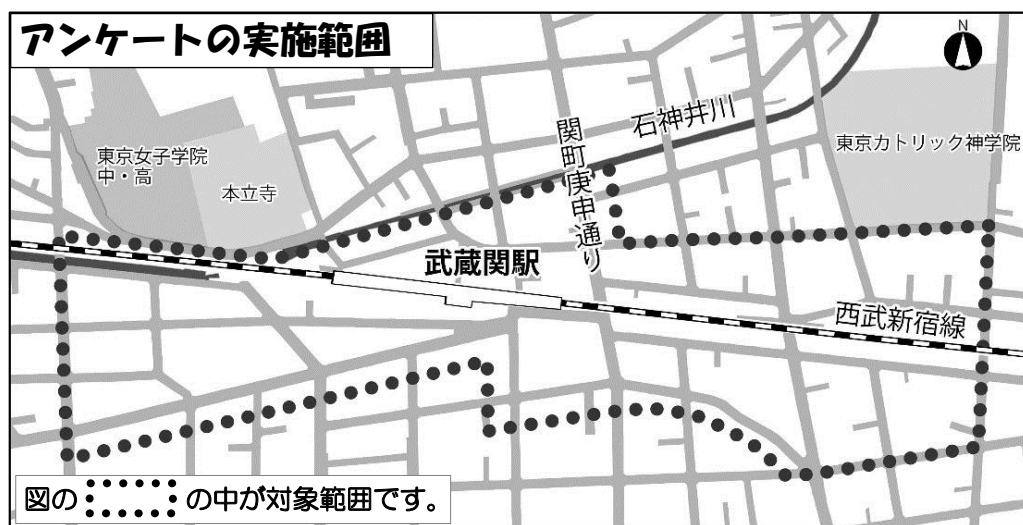 アンケートの実施範囲
N
東京女子学院
中・高
本立寺
関町庚申通り
石神井川
東京カトリック神学院
武蔵関駅
西武新宿線
図の の中が対象範囲です。